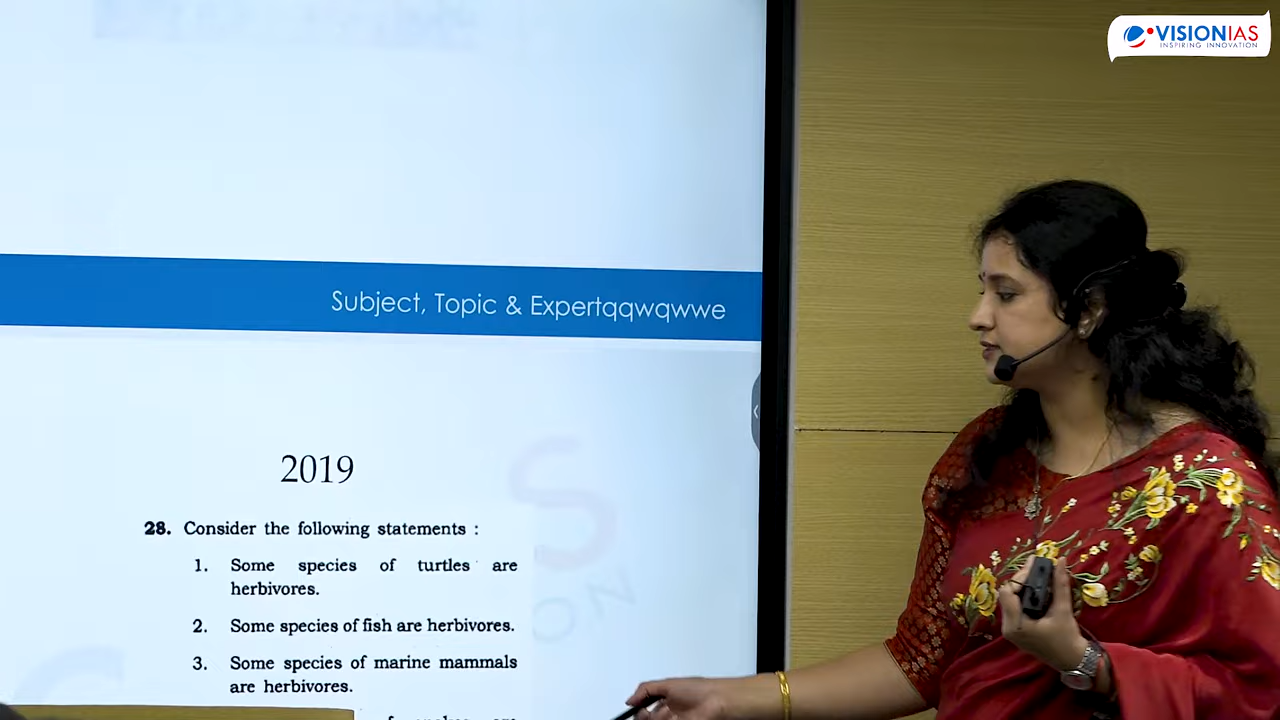 VISIONIAS
INSPIRING INNOVATION
Subject, Topic & Expertqqwqwwe
2019
28. Consider the following statements :
1. Some species of turtles are
herbivores.
2. Some species of fish are herbivores.
3. Some species of marine mammals
are herbivores.